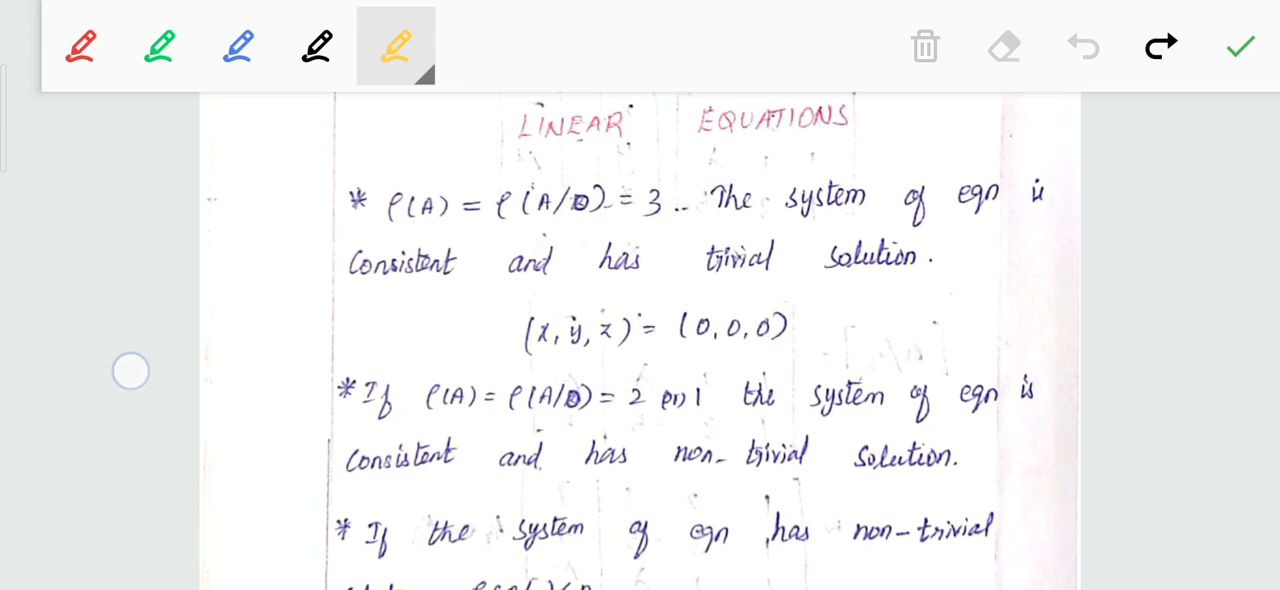 LINEAR EQUATIONS
* ρ(A) = ρ(A/O) = 3 .. The system of eqn is
Consistent and has trivial solution.
(x, y, z) = (0, 0, 0)
* If ρ(A) = ρ(A/O) = 2 (or) 1 the system of eqn is
Consistent and has non-trivial solution.
* If the system of eqn has non-trivial